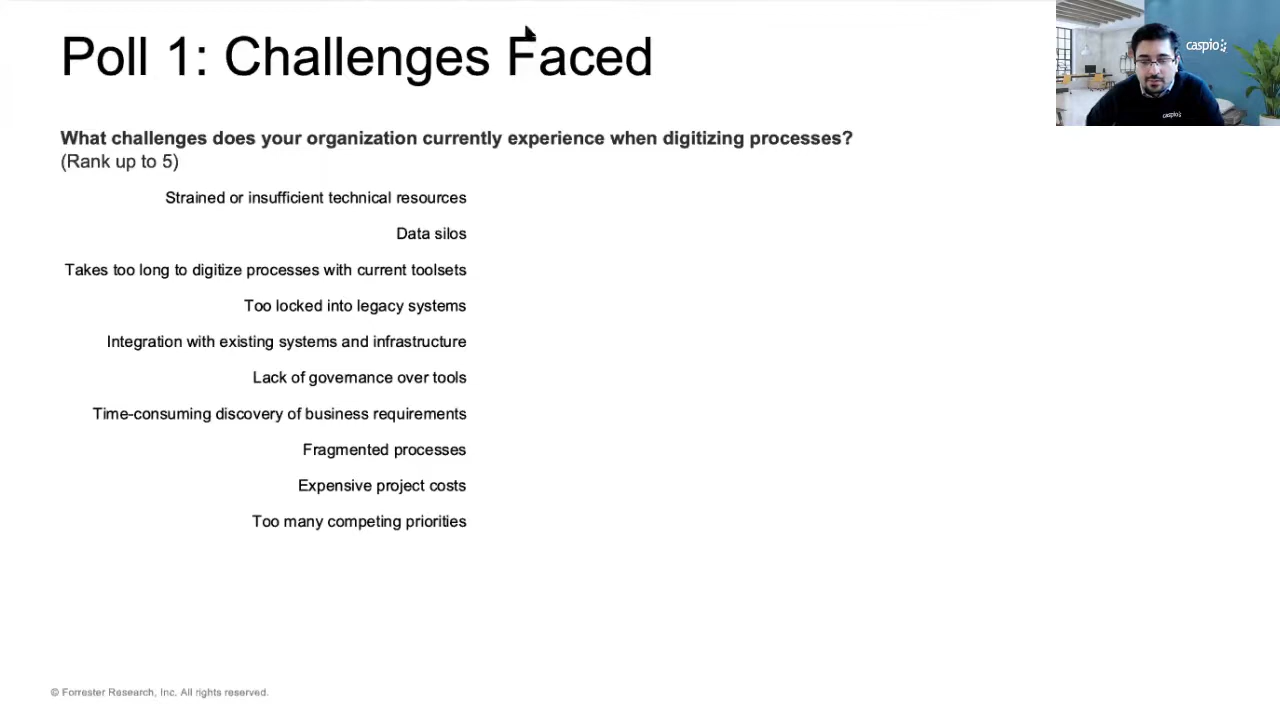 Poll 1: Challenges Faced
caspio
caspio
What challenges does your organization currently experience when digitizing processes?
(Rank up to 5)
Strained or insufficient technical resources
Data silos
Takes too long to digitize processes with current toolsets
Too locked into legacy systems
Integration with existing systems and infrastructure
Lack of governance over tools
Time-consuming discovery of business requirements
Fragmented processes
Expensive project costs
Too many competing priorities
© Forrester Research, Inc. All rights reserved.